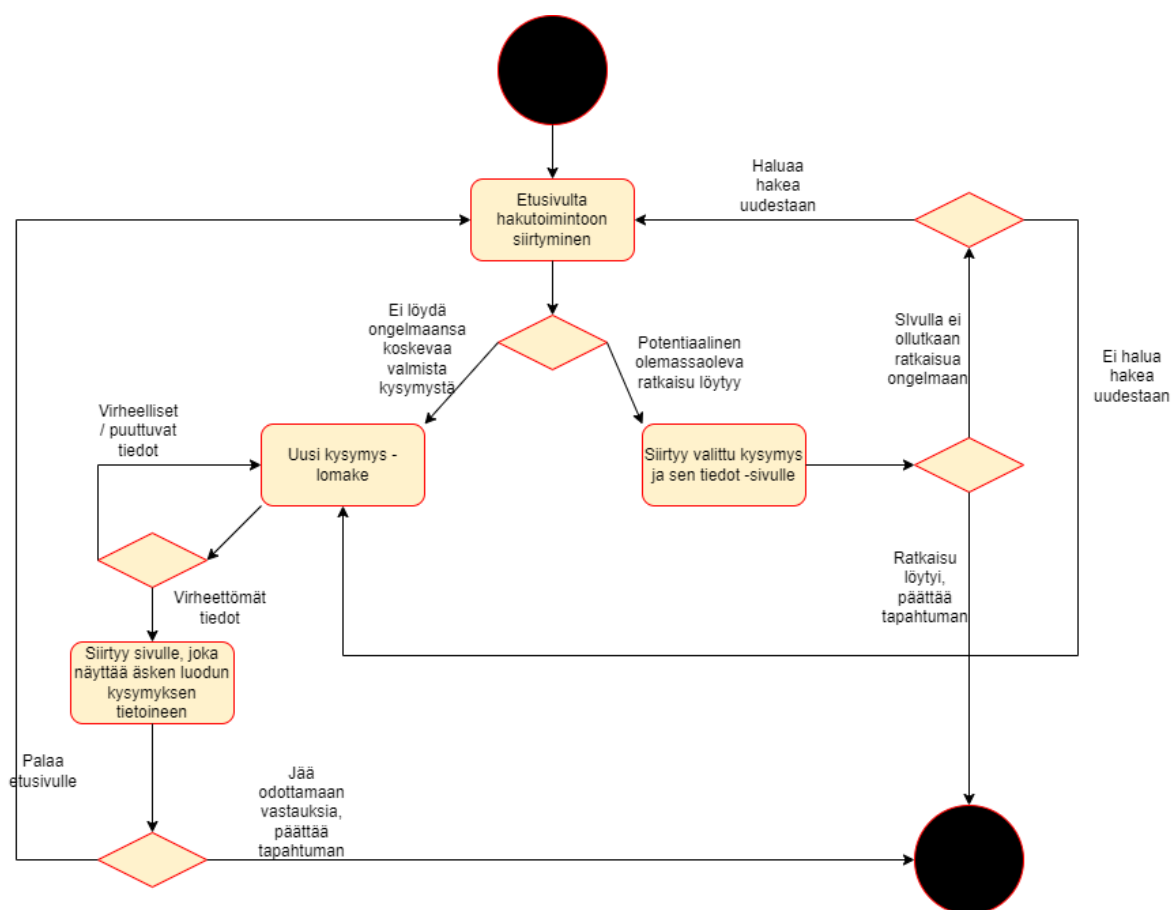 Etusivulta
hakutoimintoon
siirtyminen
Haluaa
hakea
uudestaan
Ei löydä
ongelmaansa
koskevaa
valmista
kysymystä
Potentiaalinen
olemassaoleva
ratkaisu löytyy
SIvulla ei
ollutkaan
ratkaisua
ongelmaan
Ei halua
hakea
uudestaan
Virheelliset
/ puuttuvat
tiedot
Uusi kysymys -
lomake
Siirtyy valittu kysymys
ja sen tiedot -sivulle
Virheettömät
tiedot
Ratkaisu
löytyi,
päättää
tapahtuman
Siirtyy sivulle, joka
näyttää äsken luodun
kysymyksen
tietoineen
Palaa
etusivulle
Jää
odottamaan
vastauksia,
päättää
tapahtuman